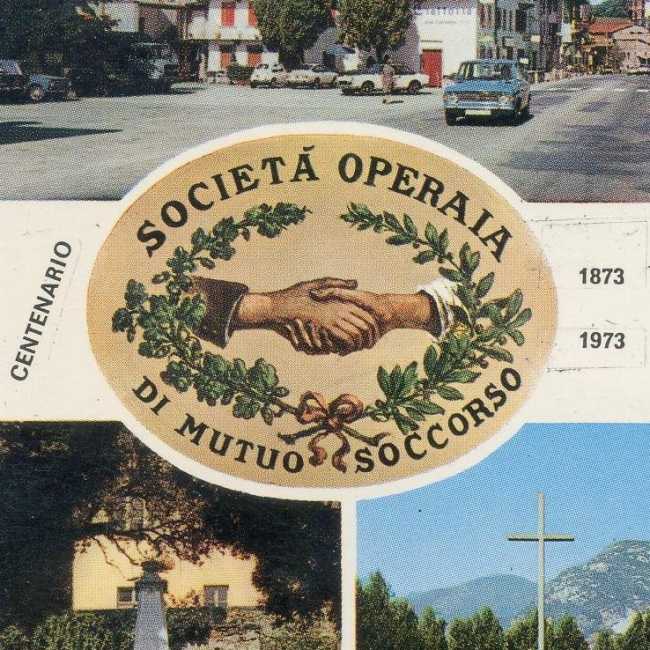 SOCIETÀ OPERAIA
DI MUTUO SOCCORSO
CENTENARIO
1873
1973